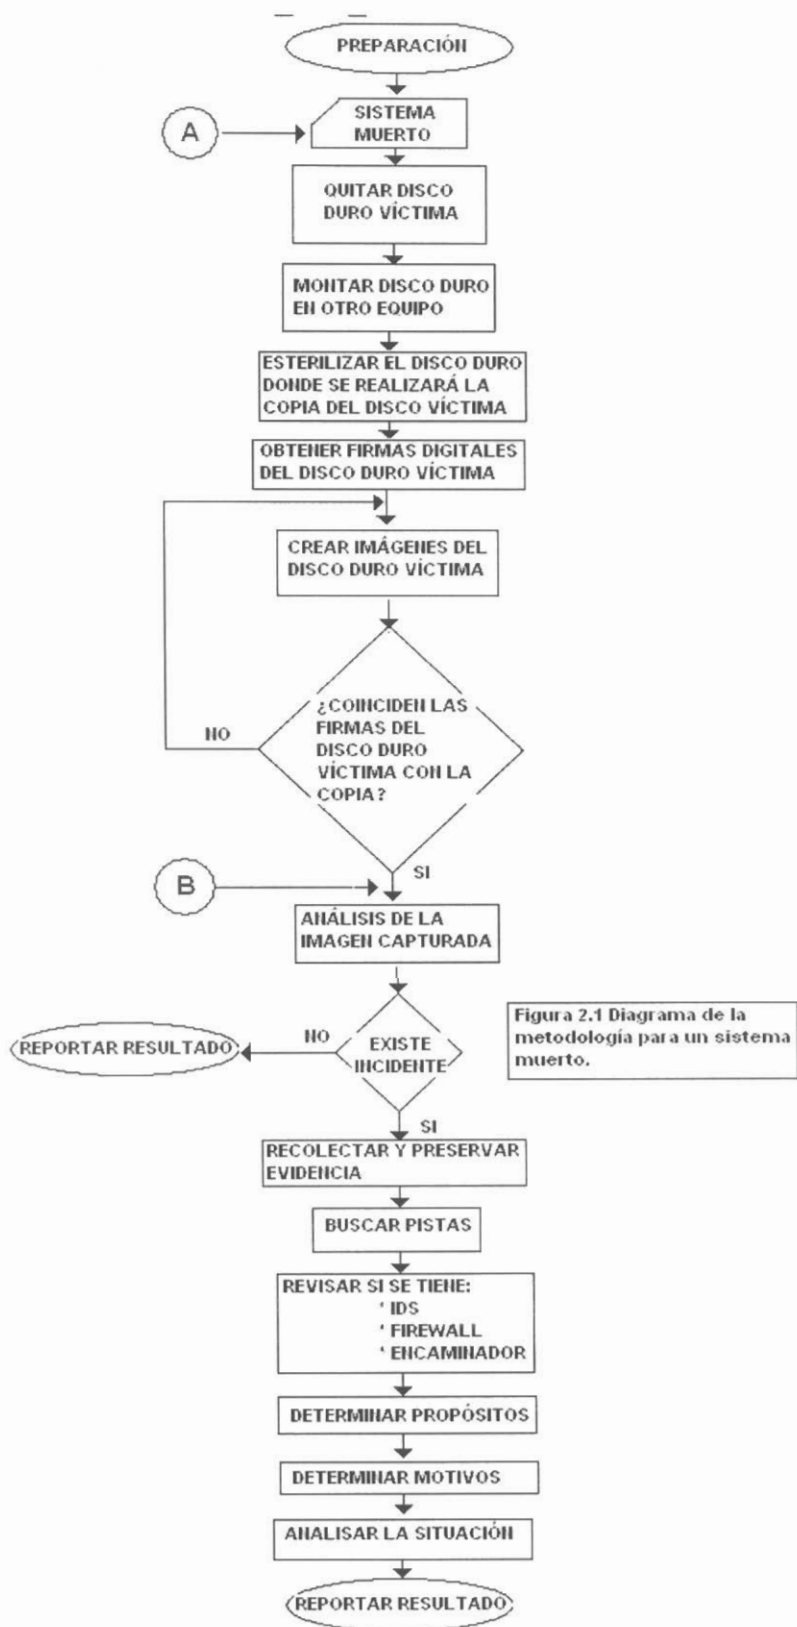 PREPARACIÓN
SISTEMA
MUERTO
A
QUITAR DISCO
DURO VÍCTIMA
MONTAR DISCO DURO
EN OTRO EQUIPO
ESTERILIZAR EL DISCO DURO
DONDE SE REALIZARÁ LA
COPIA DEL DISCO VÍCTIMA
OBTENER FIRMAS DIGITALES
DEL DISCO DURO VÍCTIMA
CREAR IMÁGENES DEL
DISCO DURO VÍCTIMA
¿COINCIDEN LAS
FIRMAS DEL
DISCO DURO
VÍCTIMA CON LA
COPIA?
NO
SI
B
ANÁLISIS DE LA
IMAGEN CAPTURADA
EXISTE
INCIDENTE
NO
REPORTAR RESULTADO
Figura 2.1 Diagrama de la
metodología para un sistema
muerto.
SI
RECOLECTAR Y PRESERVAR
EVIDENCIA
BUSCAR PISTAS
REVISAR SI SE TIENE:
* IDS
* FIREWALL
* ENCAMINADOR
DETERMINAR PROPÓSITOS
DETERMINAR MOTIVOS
ANALISAR LA SITUACIÓN
REPORTAR RESULTADO